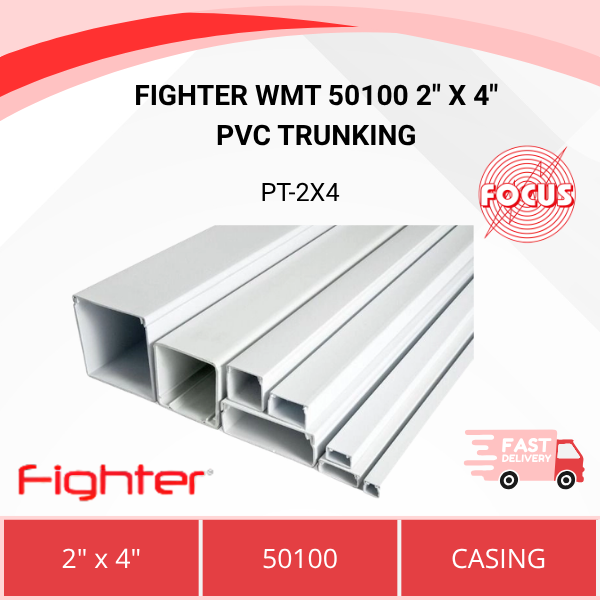 FIGHTER WMT 50100 2" X 4"
PVC TRUNKING
PT-2X4
FOCUS
FAST
DELIVERY
Fighter®
2" x 4"
50100
CASING